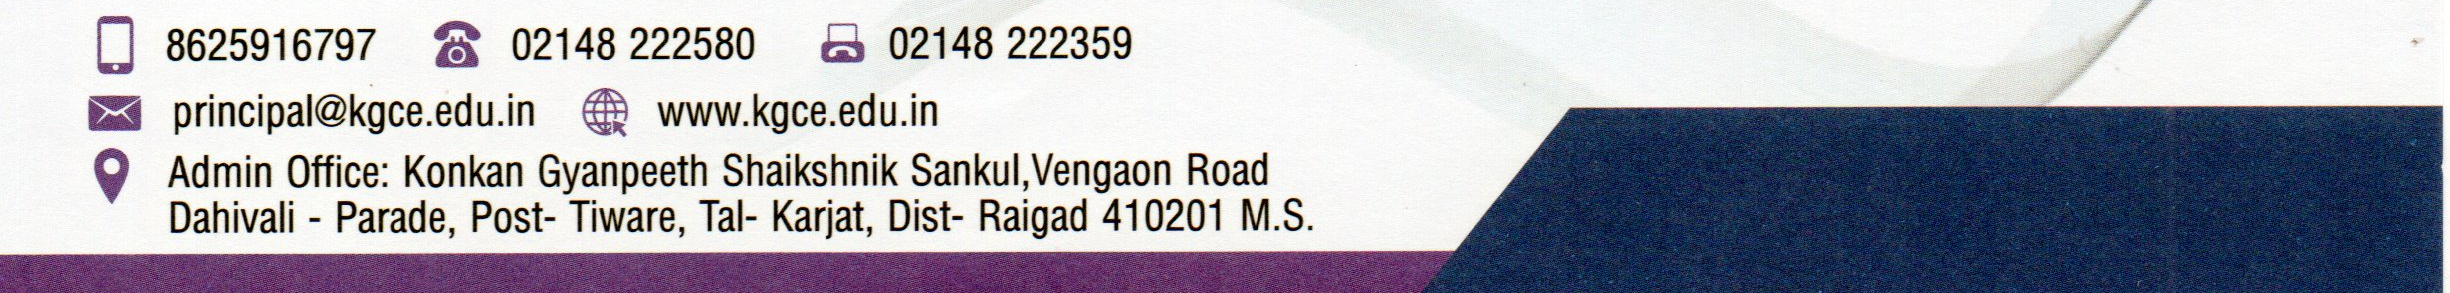 8625916797 02148 222580 02148 222359
principal@kgce.edu.in www.kgce.edu.in
Admin Office: Konkan Gyanpeeth Shaikshnik Sankul,Vengaon Road
Dahivali - Parade, Post- Tiware, Tal- Karjat, Dist- Raigad 410201 M.S.